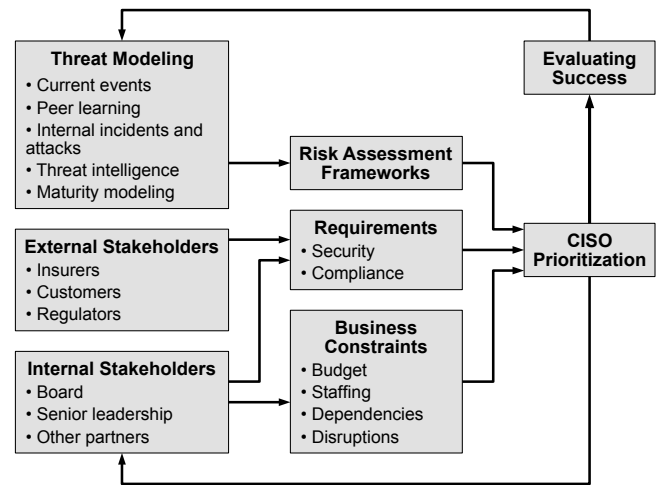 Threat Modeling
• Current events
• Peer learning
• Internal incidents and
attacks
• Threat intelligence
• Maturity modeling
External Stakeholders
• Insurers
• Customers
• Regulators
Internal Stakeholders
• Board
• Senior leadership
• Other partners
Risk Assessment
Frameworks
Requirements
• Security
• Compliance
Business
Constraints
• Budget
• Staffing
• Dependencies
• Disruptions
Evaluating
Success
CISO
Prioritization